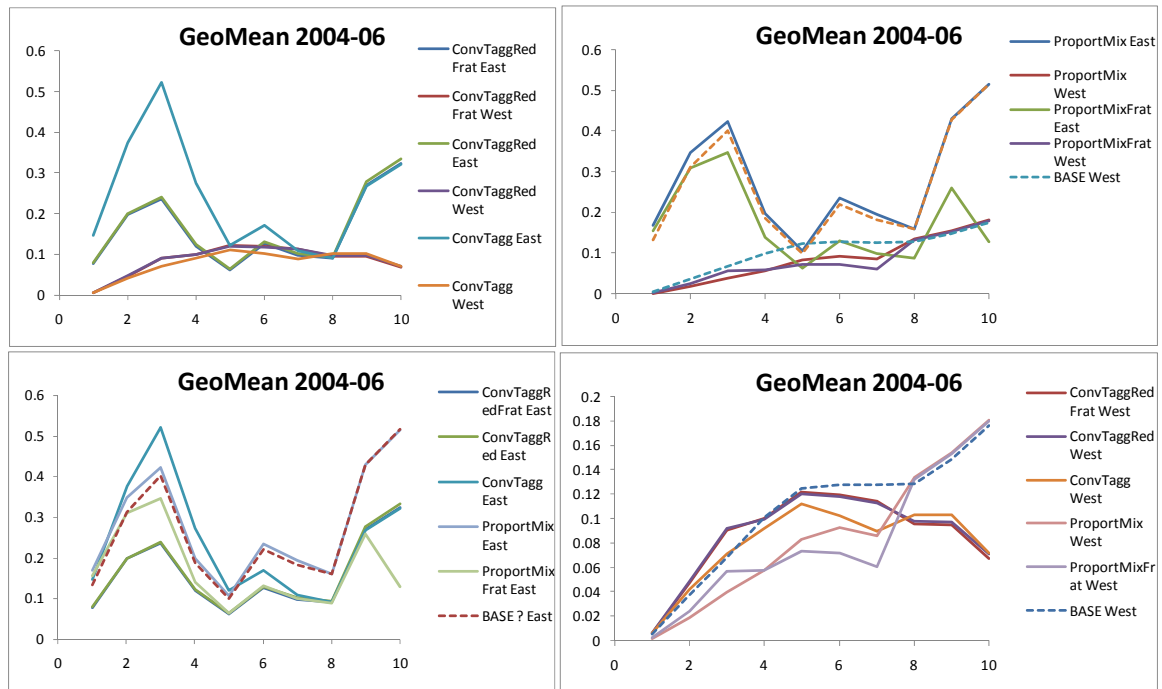 GeoMean 2004-06
0.6
0.5
0.4
0.3
0.2
0.1
0
0 2 4 6 8 10
ConvTaggRed
Frat East
ConvTaggRed
Frat West
ConvTaggRed
East
ConvTaggRed
West
ConvTagg East
ConvTagg
West
GeoMean 2004-06
0.6
0.5
0.4
0.3
0.2
0.1
0
0 2 4 6 8 10
ProportMix East
ProportMix
West
ProportMixFrat
East
ProportMixFrat
West
BASE West
GeoMean 2004-06
0.6
0.5
0.4
0.3
0.2
0.1
0
0 2 4 6 8 10
ConvTaggR
edFrat East
ConvTaggR
ed East
ConvTagg
East
ProportMix
East
ProportMix
Frat East
BASE ? East
GeoMean 2004-06
0.2
0.18
0.16
0.14
0.12
0.1
0.08
0.06
0.04
0.02
0
0 2 4 6 8 10
ConvTaggRed
Frat West
ConvTaggRed
West
ConvTagg
West
ProportMix
West
ProportMixFr
at West
BASE West